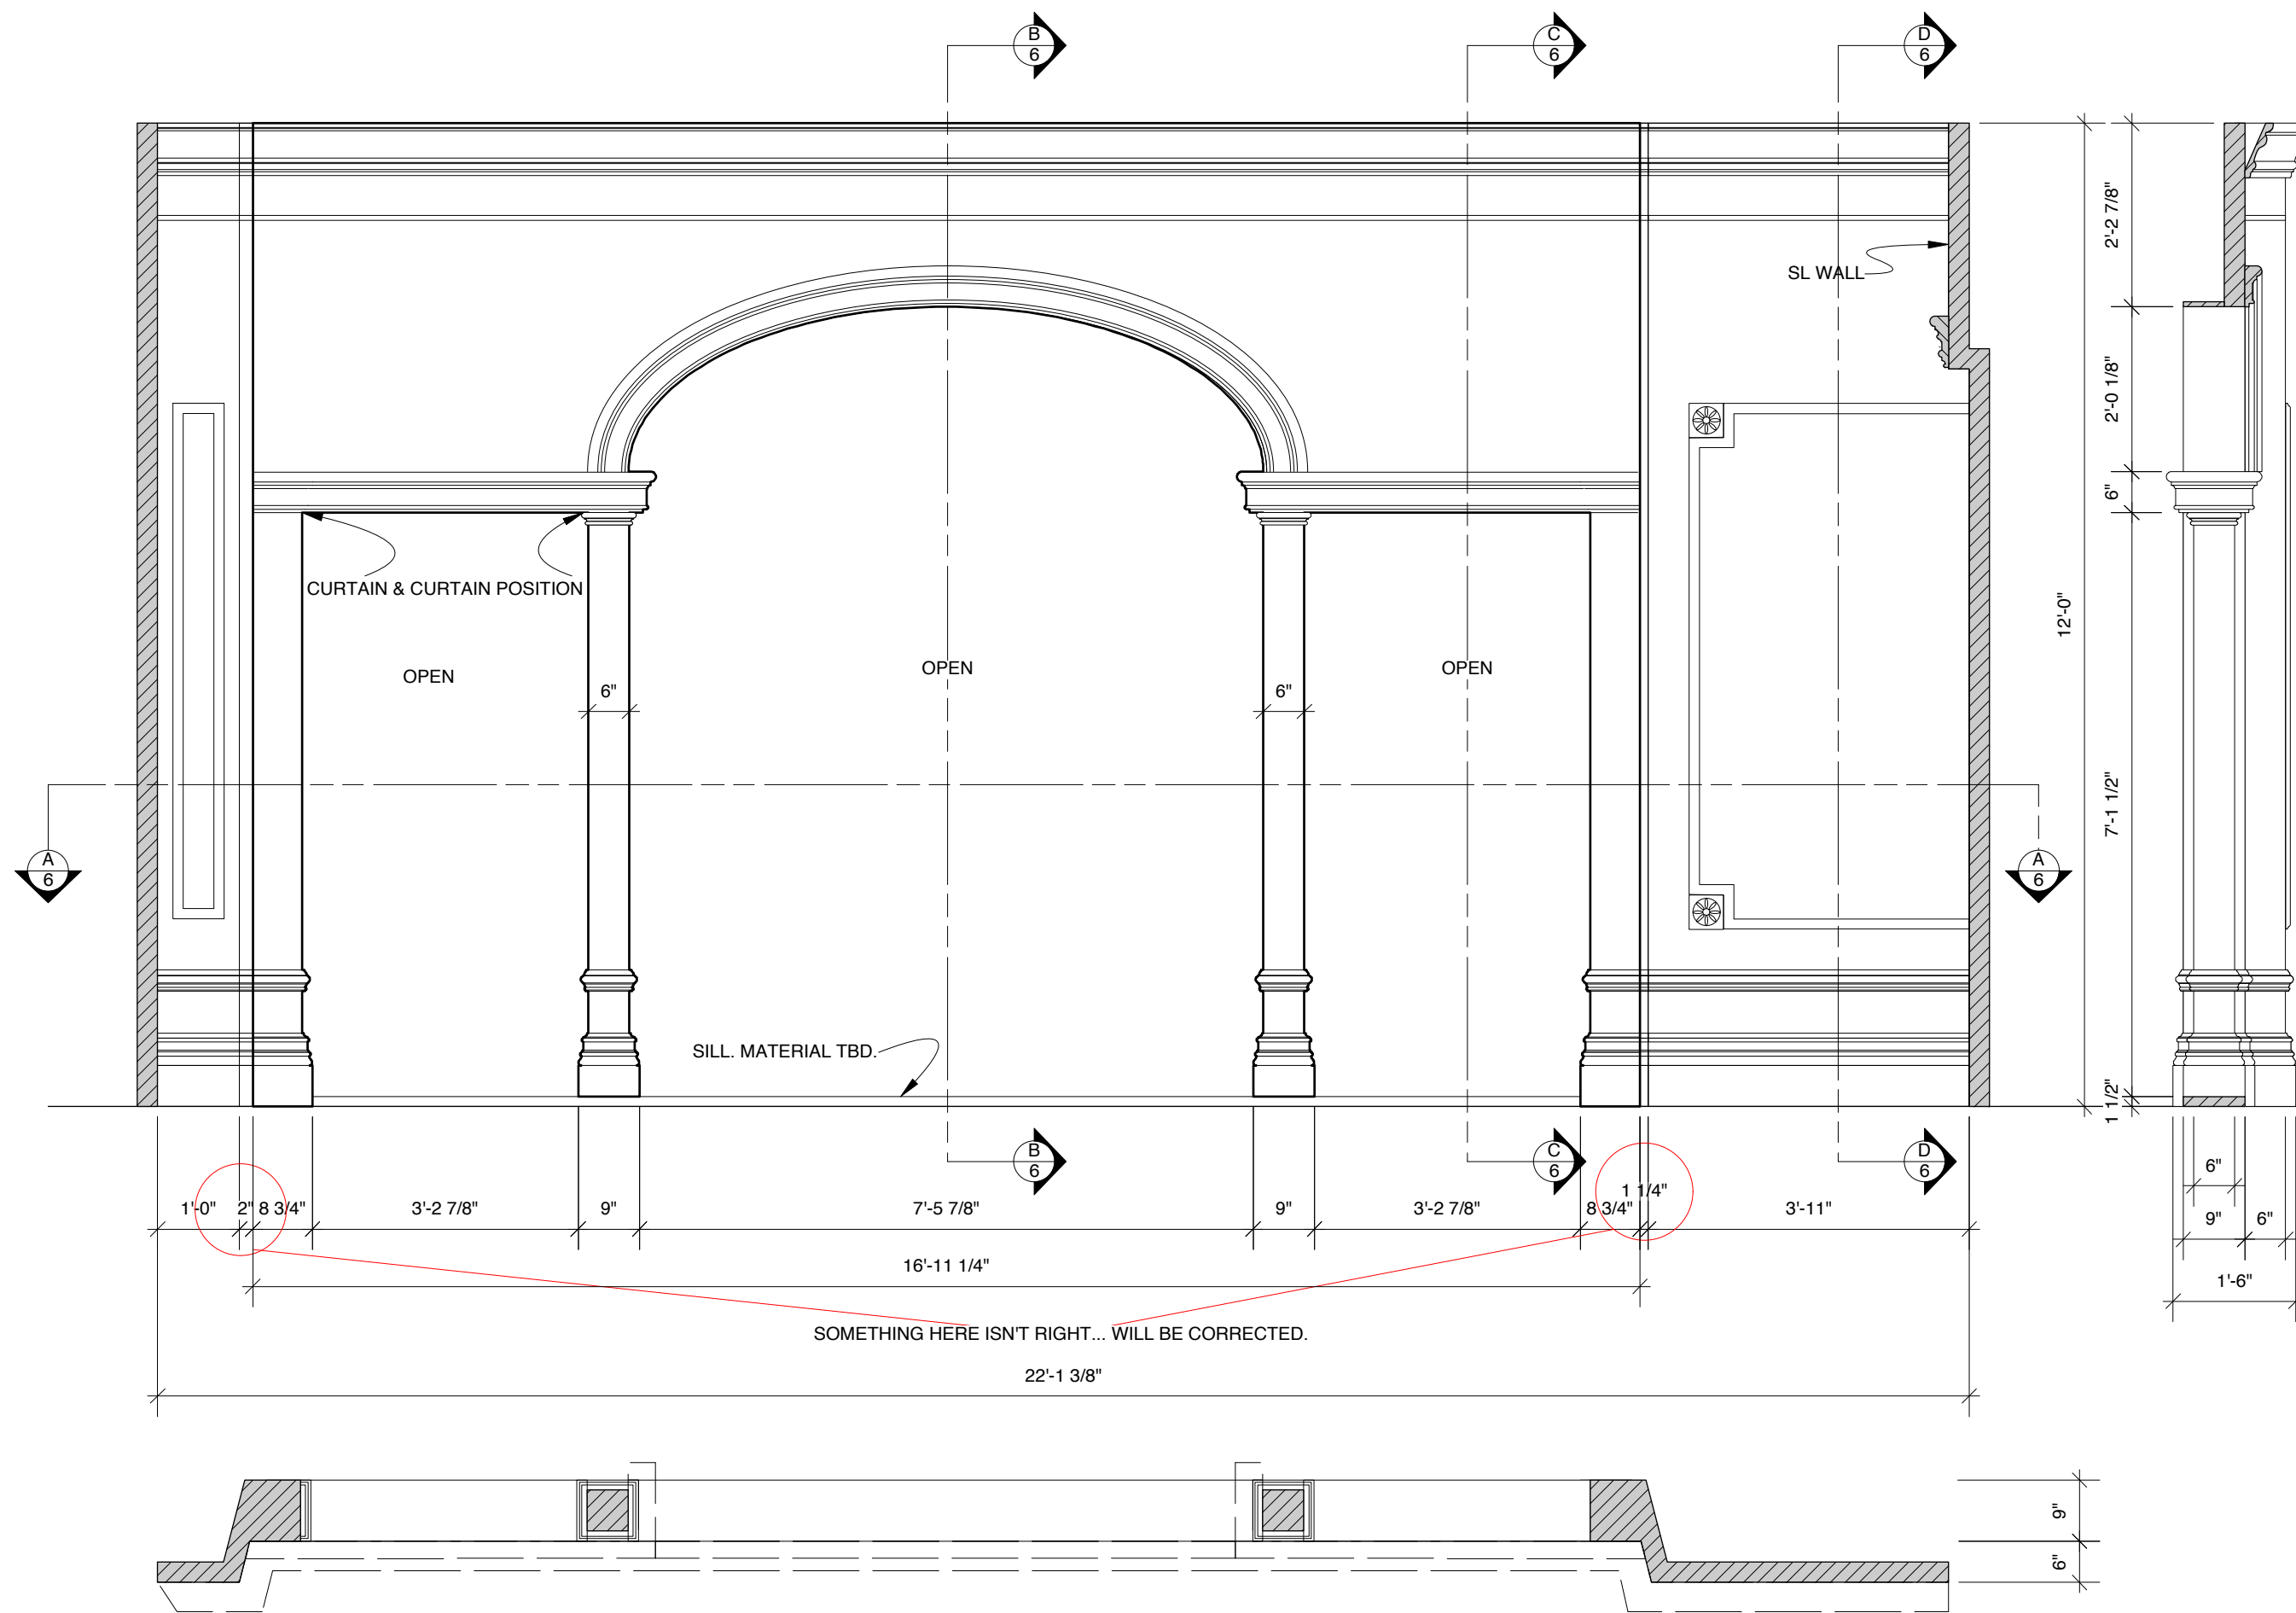 B
6
C
6
D
6
SL WALL
2'-2 7/8"
2'-0 1/8"
6"
12'-0"
7'-1 1/2"
1 1/2"
CURTAIN & CURTAIN POSITION
OPEN
OPEN
OPEN
6"
6"
A
6
A
6
SILL. MATERIAL TBD.
B
6
C
6
D
6
1'-0"
2"
8 3/4"
3'-2 7/8"
9"
7'-5 7/8"
9"
3'-2 7/8"
8 3/4"
1 1/4"
3'-11"
6"
9"
6"
1'-6"
16'-11 1/4"
SOMETHING HERE ISN'T RIGHT... WILL BE CORRECTED.
22'-1 3/8"
9"
6"